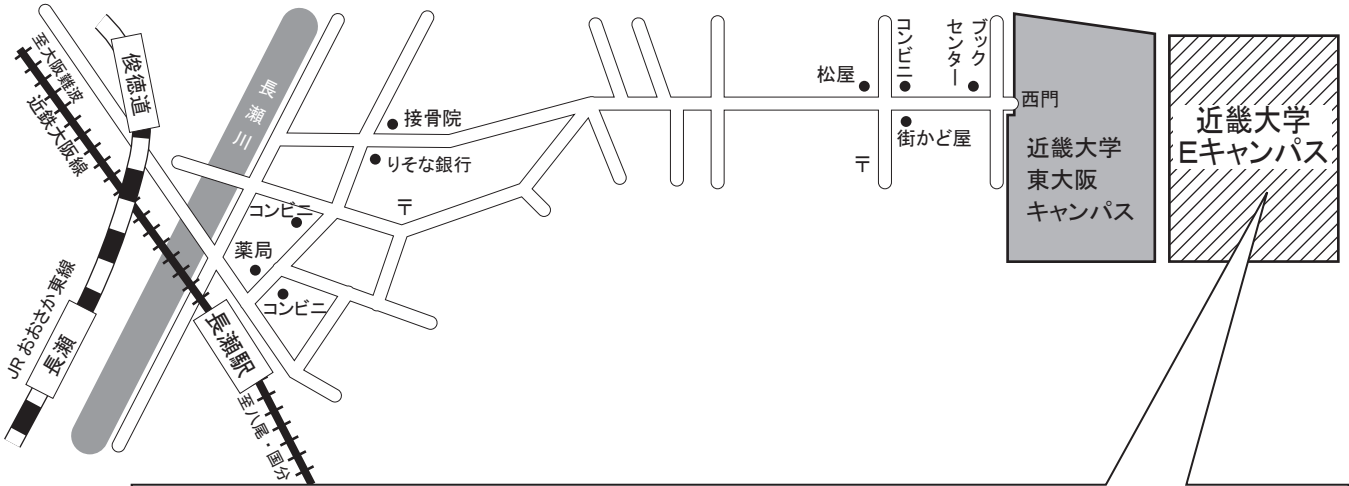 至大阪難波
近鉄大阪線
俊徳道
長瀬川
接骨院
りそな銀行
〒
コンビニ
薬局
コンビニ
長瀬駅
至八尾・国分
JRおおさか東線
長瀬
松屋
コンビニ
ブック
センター
街かど屋
〒
西門
近畿大学
東大阪
キャンパス
近畿大学
Eキャンパス